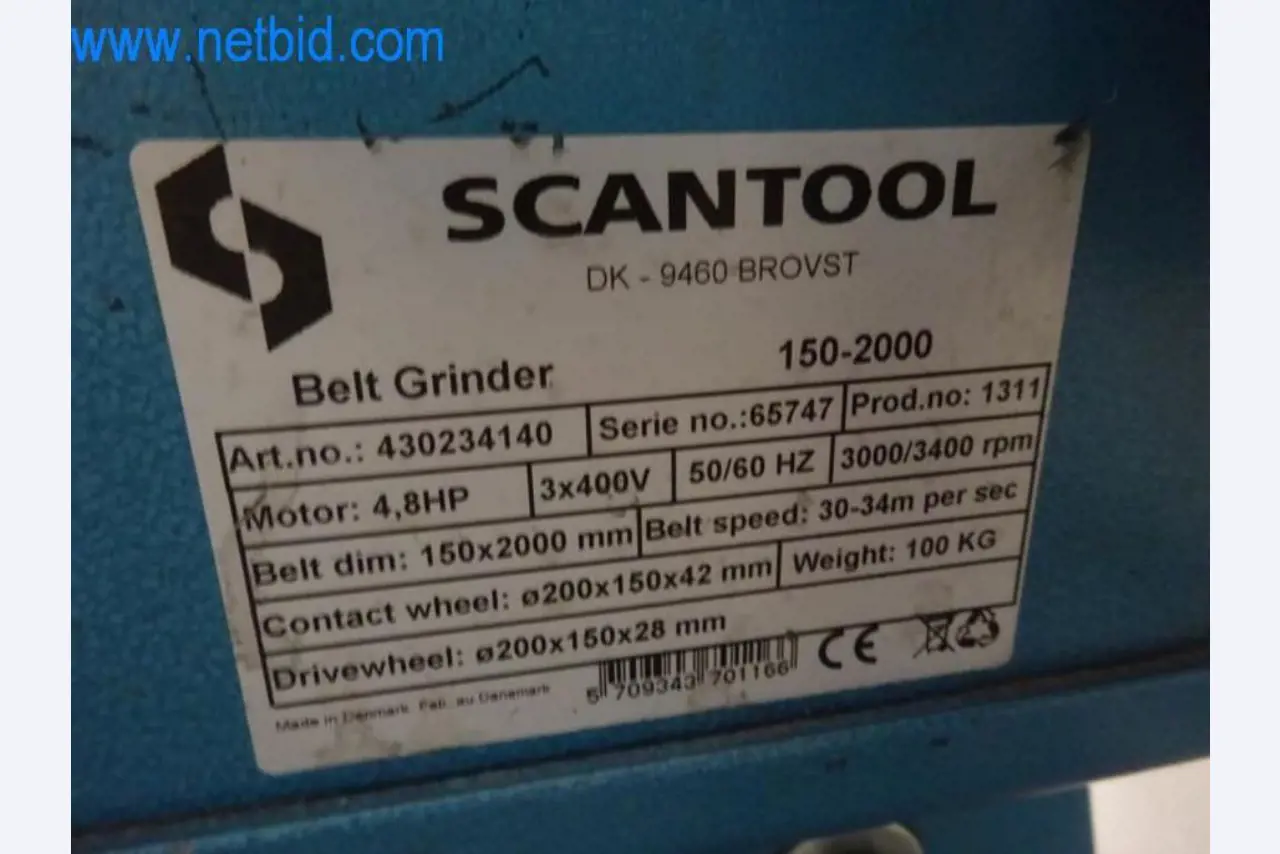 www.netbid.com
SCANTOOL
DK - 9460 BROVST
Belt Grinder 150-2000
Art.no.: 430234140 Serie no.:65747 Prod.no: 1311
Motor: 4,8HP 3x400V 50/60 HZ 3000/3400 rpm
Belt dim: 150x2000 mm Belt speed: 30-34m per sec
Contact wheel: ø200x150x42 mm Weight: 100 KG
Drivewheel: ø200x150x28 mm
Made in Denmark Fab. au Danemark
5 709343 701166 CE